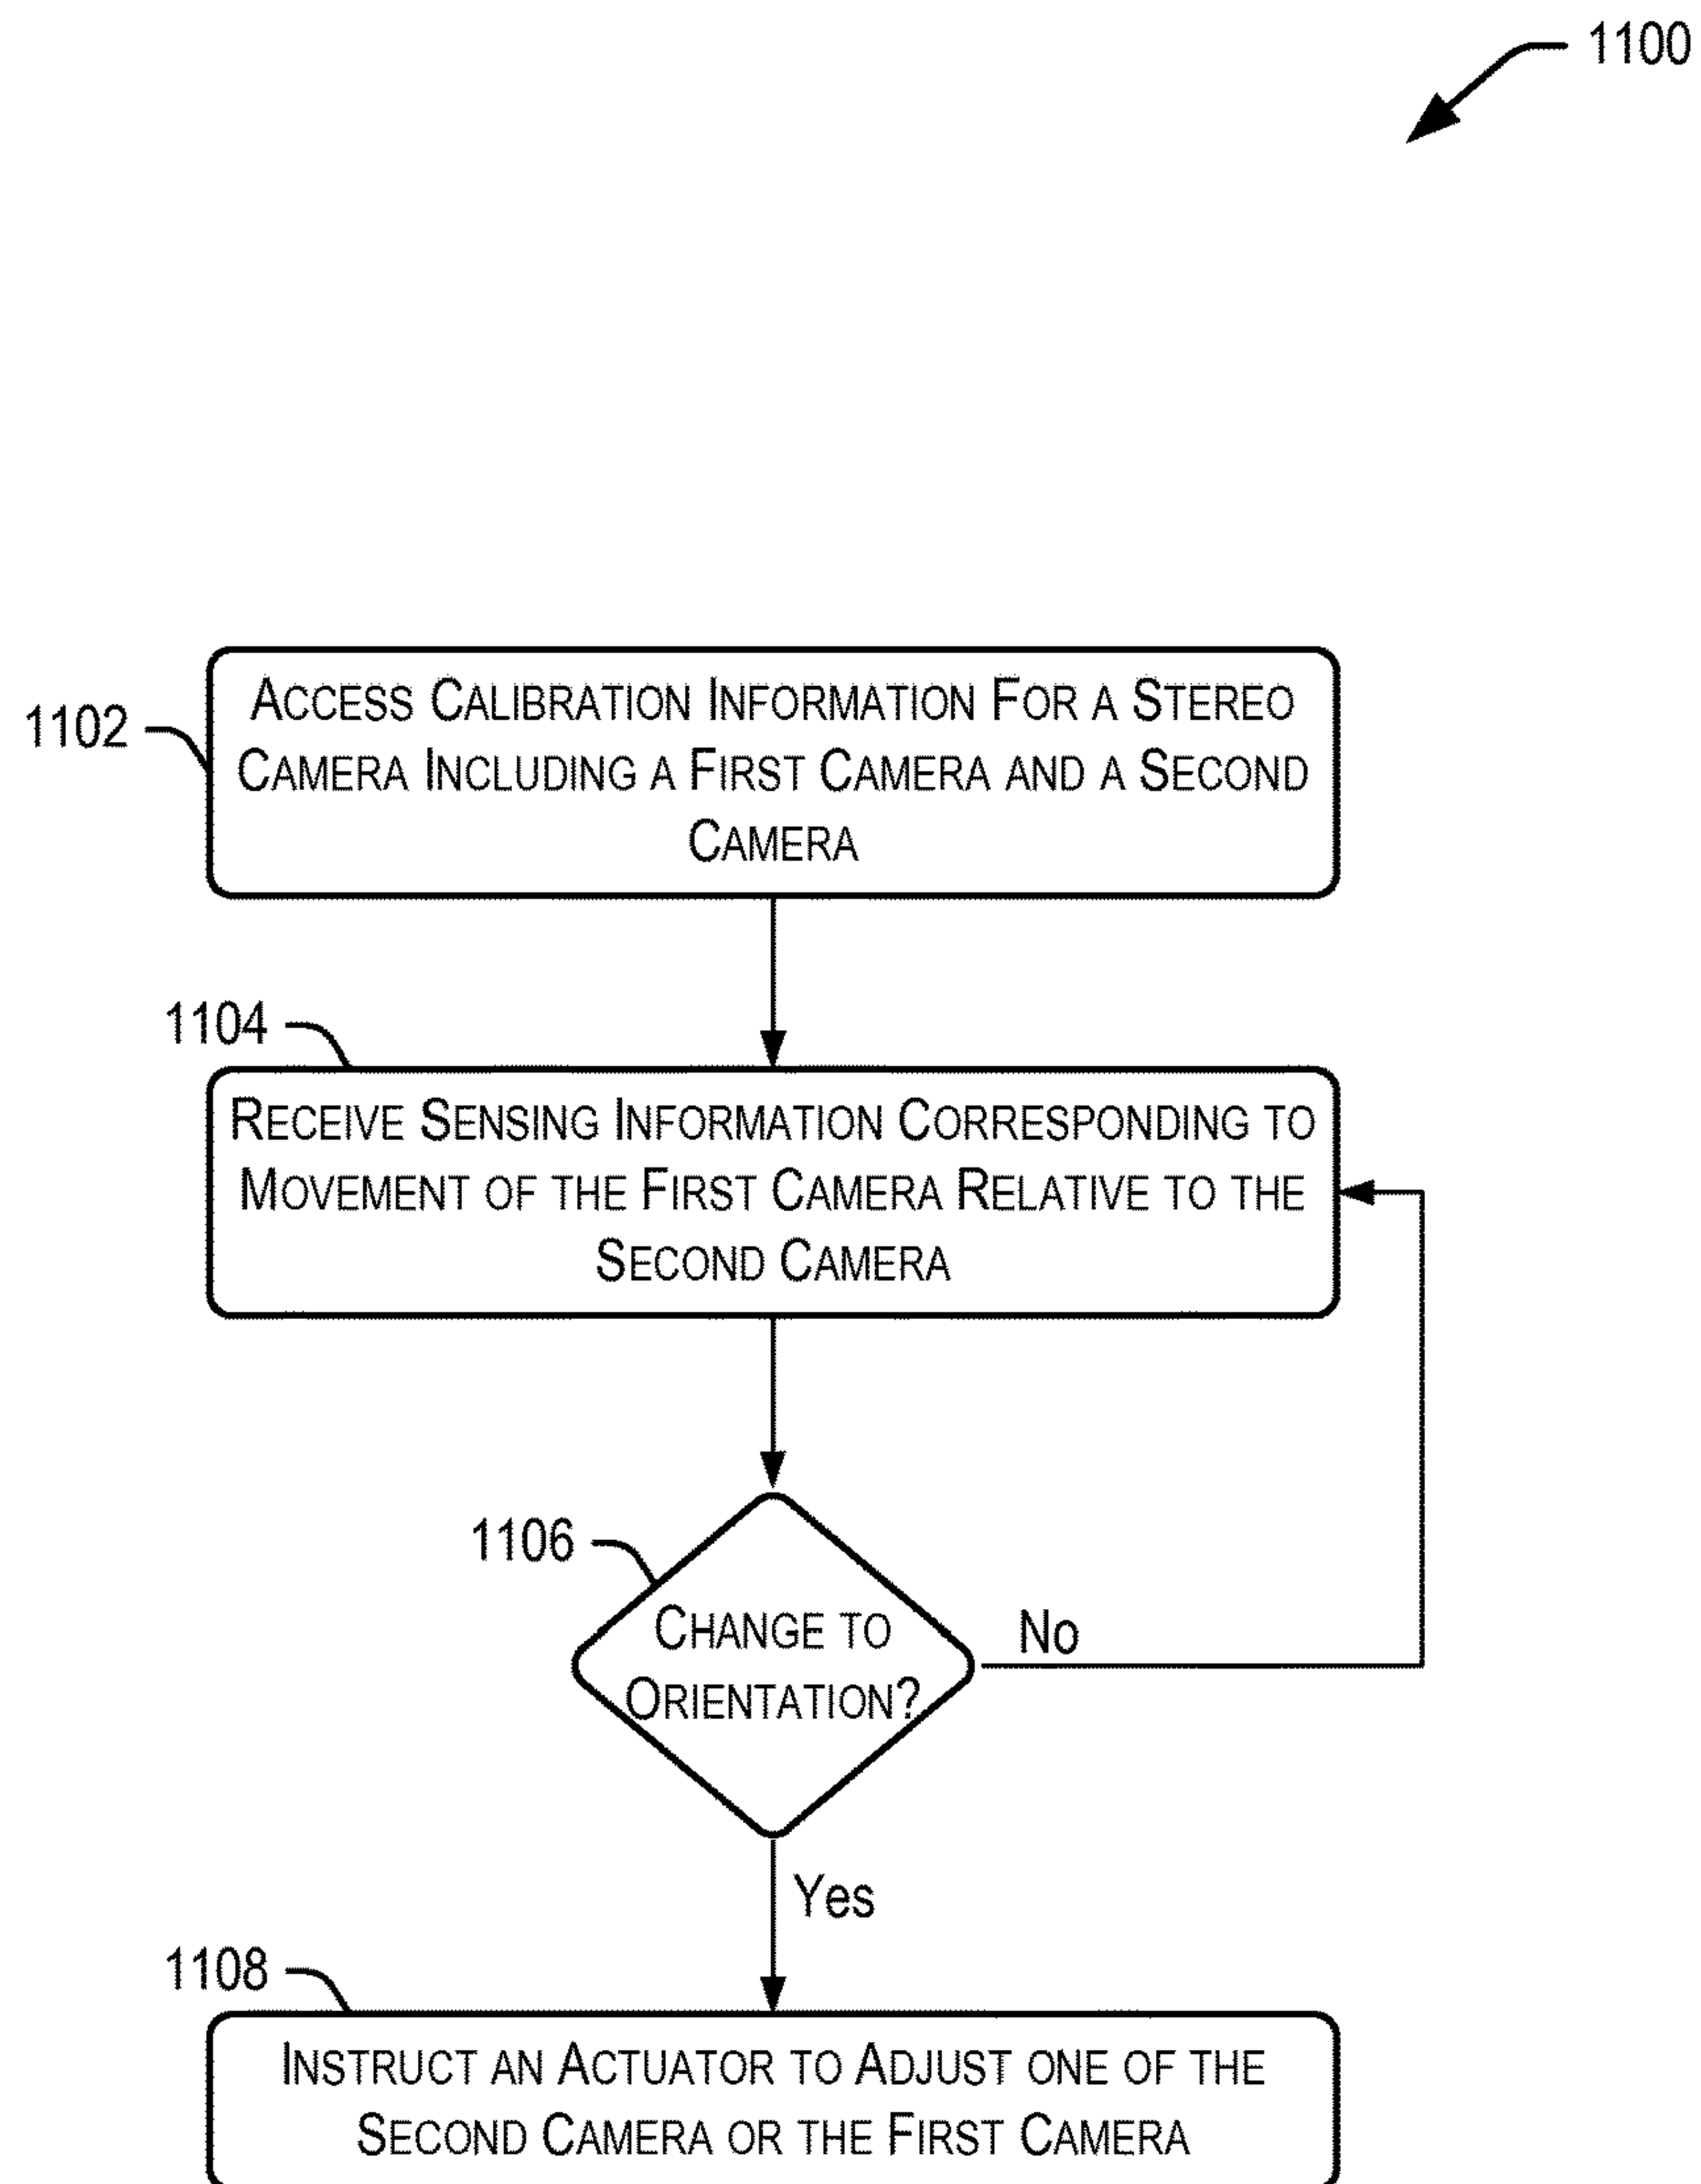 1100
1102
Access Calibration Information For a Stereo
Camera Including a First Camera and a Second
Camera
1104
Receive Sensing Information Corresponding to
Movement of the First Camera Relative to the
Second Camera
1106
Change to
Orientation?
No
Yes
1108
Instruct an Actuator to Adjust one of the
Second Camera or the First Camera